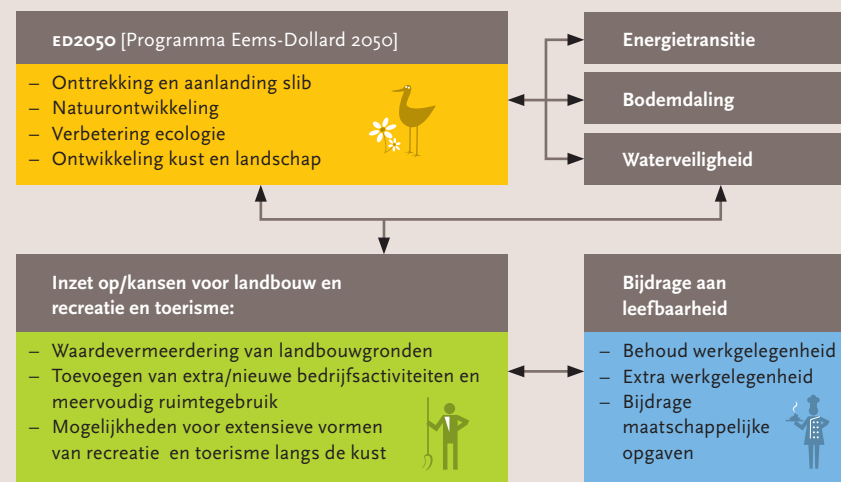 ED2050 [Programma Eems-Dollard 2050]
– Onttrekking en aanlanding slib
– Natuurontwikkeling
– Verbetering ecologie
– Ontwikkeling kust en landschap
Energietransitie
Bodemdaling
Waterveiligheid
Inzet op/kansen voor landbouw en
recreatie en toerisme:
– Waardevermeerdering van landbouwgronden
– Toevoegen van extra/nieuwe bedrijfsactiviteiten en
meervoudig ruimtegebruik
– Mogelijkheden voor extensieve vormen
van recreatie en toerisme langs de kust
Bijdrage aan
leefbaarheid
– Behoud werkgelegenheid
– Extra werkgelegenheid
– Bijdrage
maatschappelijke
opgaven